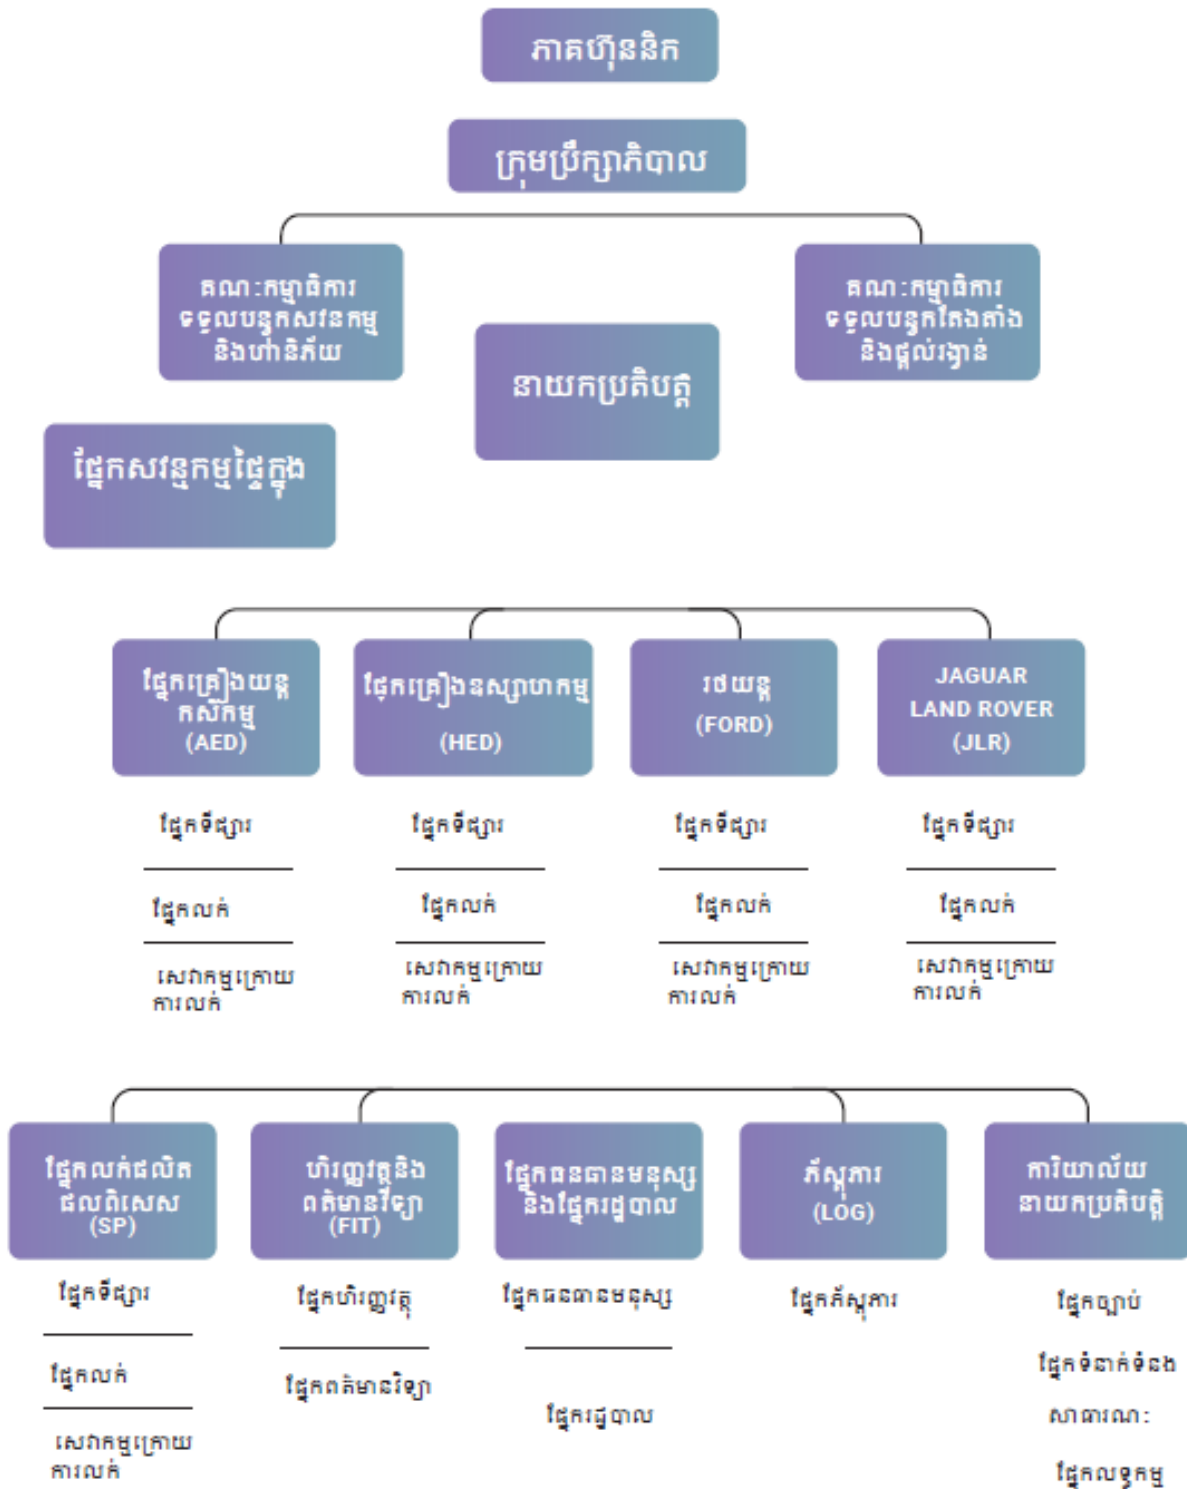 ភាគហ៊ុននិក
ក្រុមប្រឹក្សាភិបាល
គណៈកម្មាធិការ
ទទួលបន្ទុកសវនកម្ម
និងហានិភ័យ
គណៈកម្មាធិការ
ទទួលបន្ទុកតែងតាំង
និងផ្តល់រង្វាន់
នាយកប្រតិបត្តិ
ផ្នែកសវន្មកម្មផ្ទៃក្នុង
ផ្នែកគ្រឿងយន្ត
កសិកម្ម
(AED)
ផ្នែកគ្រឿងឧស្សាហកម្ម
(HED)
រថយន្ត
(FORD)
JAGUAR
LAND ROVER
(JLR)
ផ្នែកទីផ្សារ
ផ្នែកទីផ្សារ
ផ្នែកទីផ្សារ
ផ្នែកទីផ្សារ
ផ្នែកលក់
ផ្នែកលក់
ផ្នែកលក់
ផ្នែកលក់
សេវាកម្មក្រោយ
ការលក់
សេវាកម្មក្រោយ
ការលក់
សេវាកម្មក្រោយ
ការលក់
សេវាកម្មក្រោយ
ការលក់
ផ្នែកលក់ផលិត
ផលពិសេស
(SP)
ហិរញ្ញវត្ថុនិង
ពត៌មានវិទ្យា
(FIT)
ផ្នែកធនធានមនុស្ស
និងផ្នែករដ្ឋបាល
ភ័ស្តុភារ
(LOG)
ការិយាល័យ
នាយកប្រតិបត្តិ
ផ្នែកទីផ្សារ
ផ្នែកលក់
សេវាកម្មក្រោយ
ការលក់
ផ្នែកហិរញ្ញវត្ថុ
ផ្នែកពត៌មានវិទ្យា
ផ្នែកធនធានមនុស្ស
ផ្នែករដ្ឋបាល
ផ្នែកភ័ស្តុភារ
ផ្នែកច្បាប់
ផ្នែកទំនាក់ទំនង
សាធារណៈ
ផ្នែកលទ្ធកម្ម